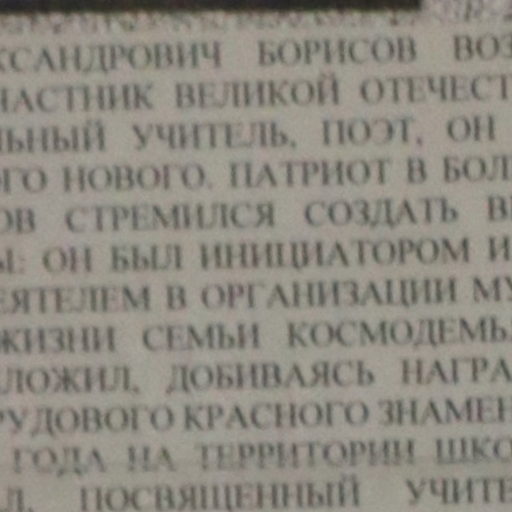 КСАНДРОВИЧ БОРИСОВ ВОЗ
ЧАСТНИК ВЕЛИКОЙ ОТЕЧЕСТ
ЛЬНЫЙ УЧИТЕЛЬ, ПОЭТ, ОН
ОГО НОВОГО. ПАТРИОТ В БОЛ
ОВ СТРЕМИЛСЯ СОЗДАТЬ В
Ы: ОН БЫЛ ИНИЦИАТОРОМ И
ЕЯТЕЛЕМ В ОРГАНИЗАЦИИ МУ
ЖИЗНИ СЕМЬИ КОСМОДЕМЬ
ЛОЖИЛ, ДОБИВАЯСЬ НАГРА
РУДОВОГО КРАСНОГО ЗНАМЕН
ГОДА НА ТЕРРИТОРИИ ШКО
Л, ПОСВЯЩЕННЫЙ УЧИТЕ